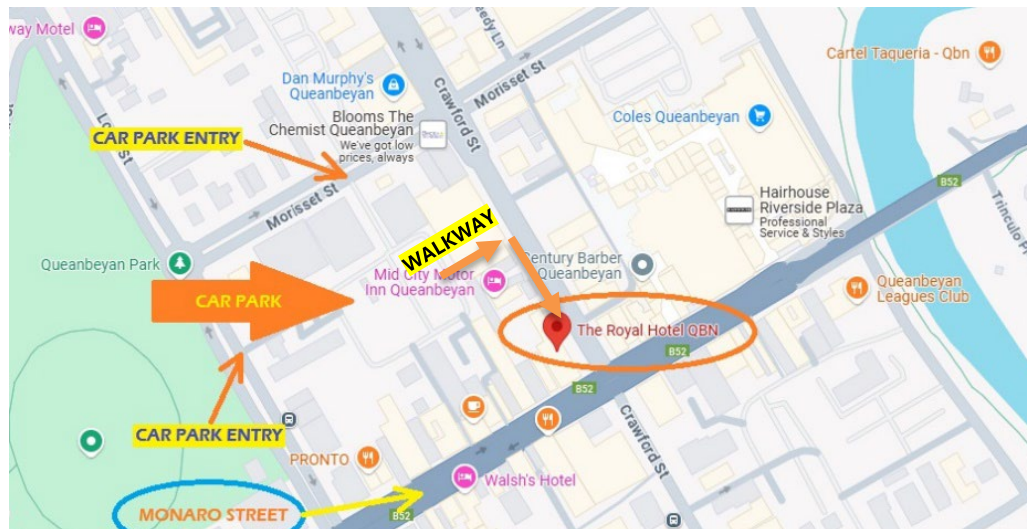 way Motel
Dan Murphy's
Queanbeyan
Blooms The
Chemist Queanbeyan
We've got low
prices, always
Crawford St
Morisset St
Cartel Taqueria - Qbn
Coles Queanbeyan
CAR PARK ENTRY
B52
Hairhouse
Riverside Plaza
Professional
Service & Styles
Morisset St
WALKWAY
Queanbeyan Park
Mid City Motor
Inn Queanbeyan
Century Barber
Queanbeyan
Queanbeyan
Leagues Club
CAR PARK
The Royal Hotel QBN
B52
B52
CAR PARK ENTRY
Crawford St
PRONTO
Walsh's Hotel
MONARO STREET
B52